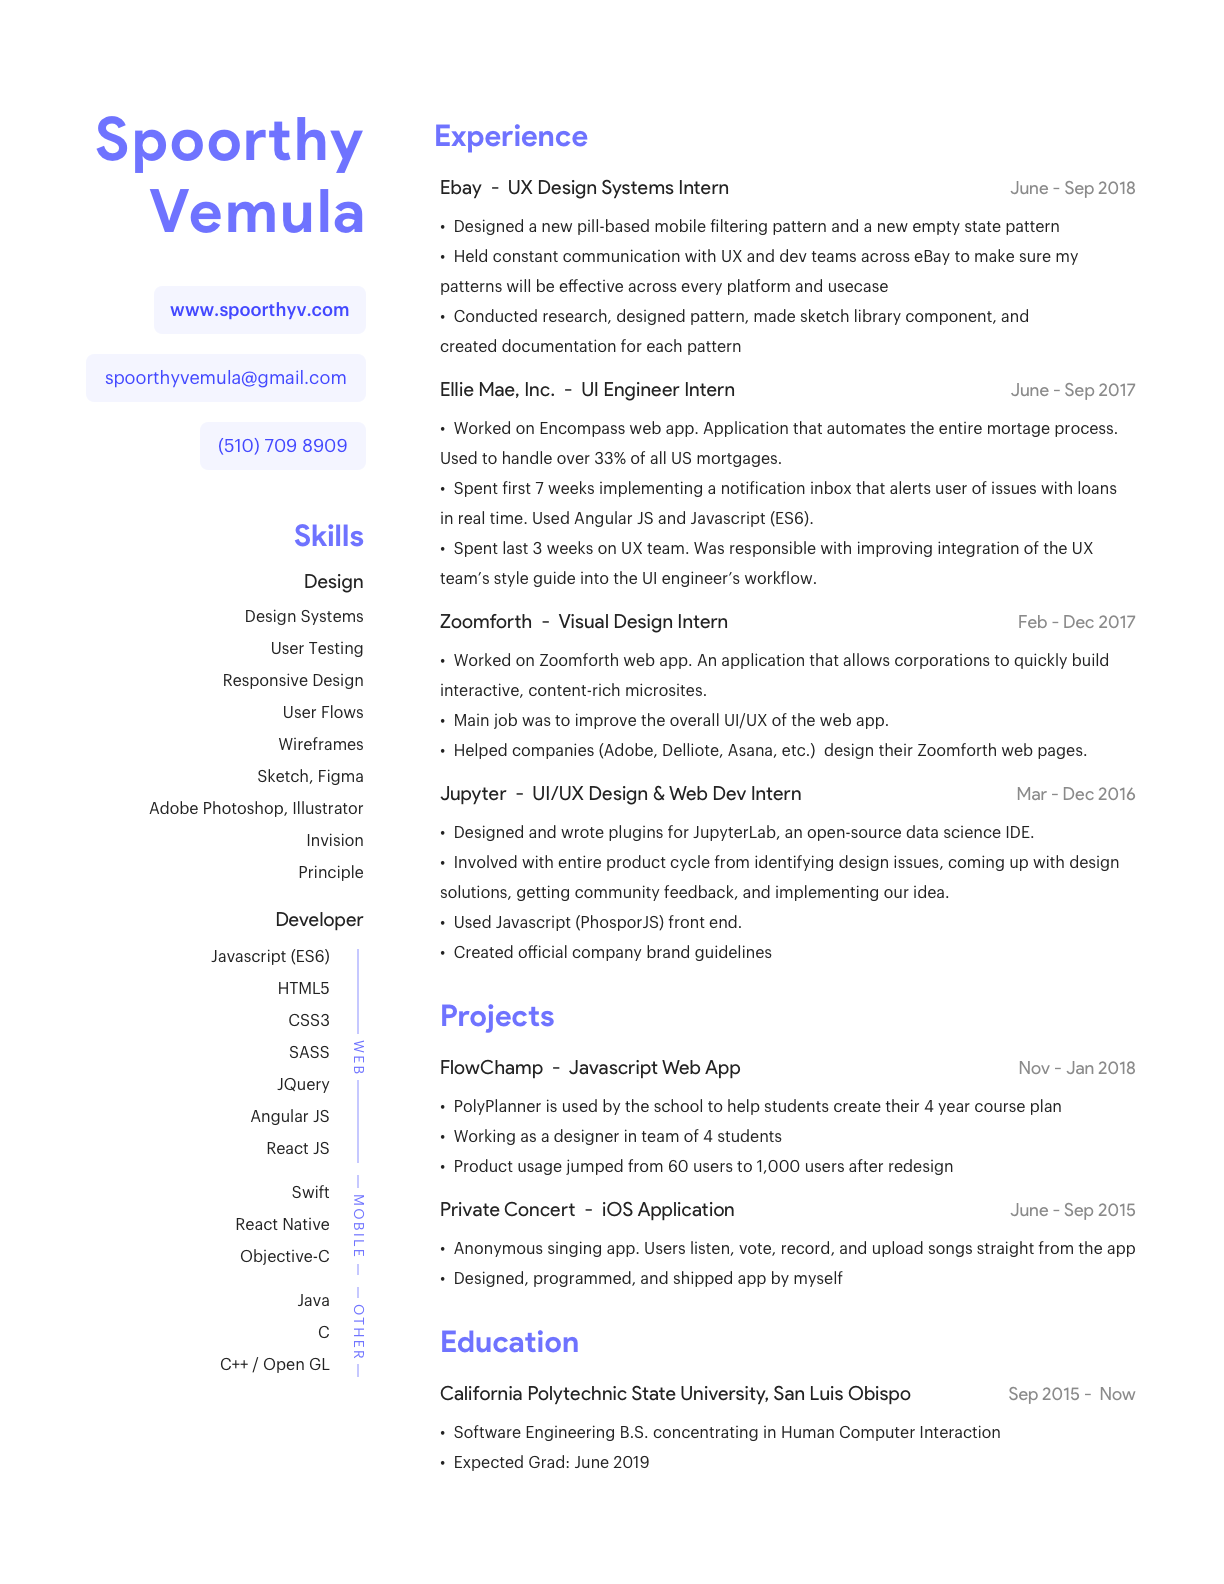 Spoorthy
Vemula
www.spoorthyv.com
spoorthyvemula@gmail.com
(510) 709 8909
Skills
Design
Design Systems
User Testing
Responsive Design
User Flows
Wireframes
Sketch, Figma
Adobe Photoshop, Illustrator
Invision
Principle
Developer
Javascript (ES6)
HTML5
CSS3
SASS
JQuery
Angular JS
React JS
WEB
Swift
React Native
Objective-C
MOBILE
Java
C
C++ / Open GL
OTHER
Experience
Ebay - UX Design Systems Intern June - Sep 2018
• Designed a new pill-based mobile filtering pattern and a new empty state pattern
• Held constant communication with UX and dev teams across eBay to make sure my
patterns will be effective across every platform and usecase
• Conducted research, designed pattern, made sketch library component, and
created documentation for each pattern
Ellie Mae, Inc. - UI Engineer Intern June - Sep 2017
• Worked on Encompass web app. Application that automates the entire mortage process.
Used to handle over 33% of all US mortgages.
• Spent first 7 weeks implementing a notification inbox that alerts user of issues with loans
in real time. Used Angular JS and Javascript (ES6).
• Spent last 3 weeks on UX team. Was responsible with improving integration of the UX
team’s style guide into the UI engineer’s workflow.
Zoomforth - Visual Design Intern Feb - Dec 2017
• Worked on Zoomforth web app. An application that allows corporations to quickly build
interactive, content-rich microsites.
• Main job was to improve the overall UI/UX of the web app.
• Helped companies (Adobe, Delliote, Asana, etc.) design their Zoomforth web pages.
Jupyter - UI/UX Design & Web Dev Intern Mar - Dec 2016
• Designed and wrote plugins for JupyterLab, an open-source data science IDE.
• Involved with entire product cycle from identifying design issues, coming up with design
solutions, getting community feedback, and implementing our idea.
• Used Javascript (PhosporJS) front end.
• Created official company brand guidelines
Projects
FlowChamp - Javascript Web App Nov - Jan 2018
• PolyPlanner is used by the school to help students create their 4 year course plan
• Working as a designer in team of 4 students
• Product usage jumped from 60 users to 1,000 users after redesign
Private Concert - iOS Application June - Sep 2015
• Anonymous singing app. Users listen, vote, record, and upload songs straight from the app
• Designed, programmed, and shipped app by myself
Education
California Polytechnic State University, San Luis Obispo Sep 2015 - Now
• Software Engineering B.S. concentrating in Human Computer Interaction
• Expected Grad: June 2019